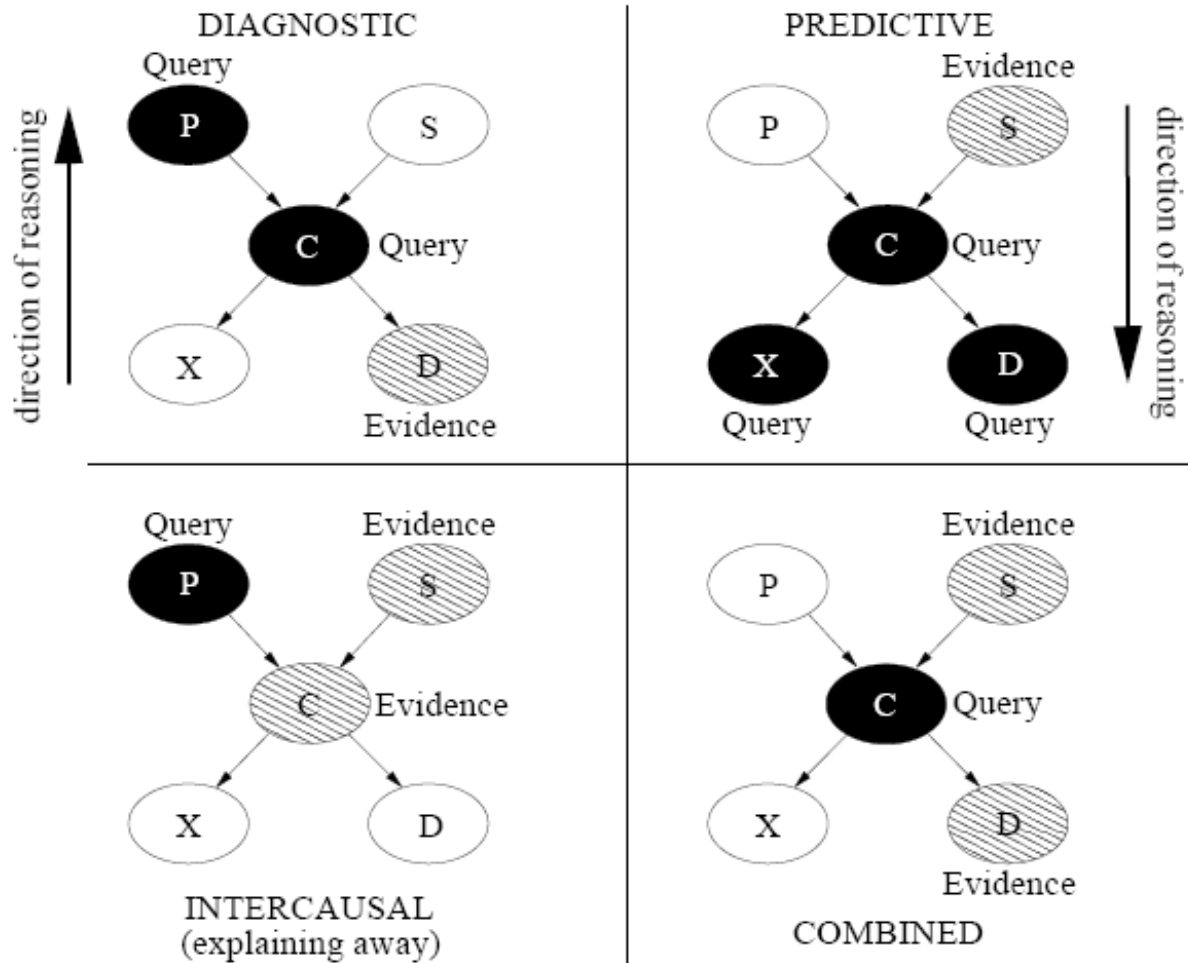 DIAGNOSTIC
Query
P
S
C
Query
X
D
Evidence
direction of reasoning
PREDICTIVE
Evidence
P
S
C
Query
X
D
Query
Query
direction of reasoning
Query
Evidence
P
S
C
Evidence
X
D
INTERCAUSAL
(explaining away)
Evidence
P
S
C
Query
X
D
Evidence
COMBINED